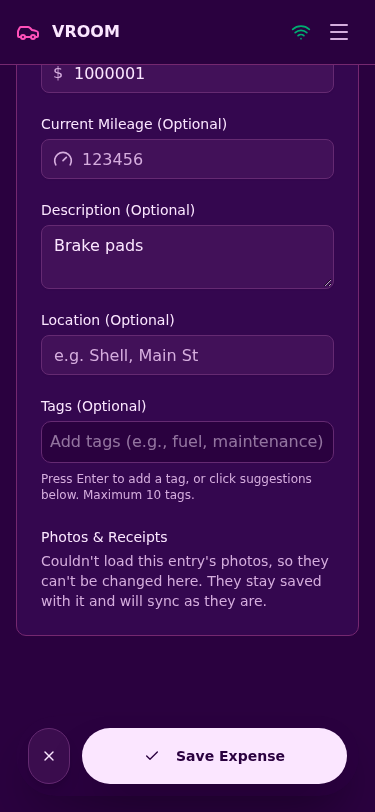 VROOM
$ 1000001
Current Mileage (Optional)
123456
Description (Optional)
Brake pads
Location (Optional)
e.g. Shell, Main St
Tags (Optional)
Add tags (e.g., fuel, maintenance)
Press Enter to add a tag, or click suggestions
below. Maximum 10 tags.
Photos & Receipts
Couldn't load this entry's photos, so they
can't be changed here. They stay saved
with it and will sync as they are.
Save Expense